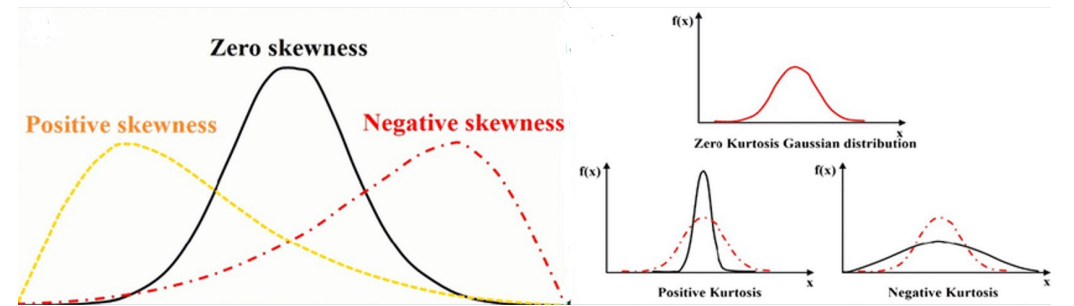 Zero skewness
Positive skewness
Negative skewness
f(x)
x
Zero Kurtosis Gaussian distribution
f(x)
x
Positive Kurtosis
f(x)
x
Negative Kurtosis